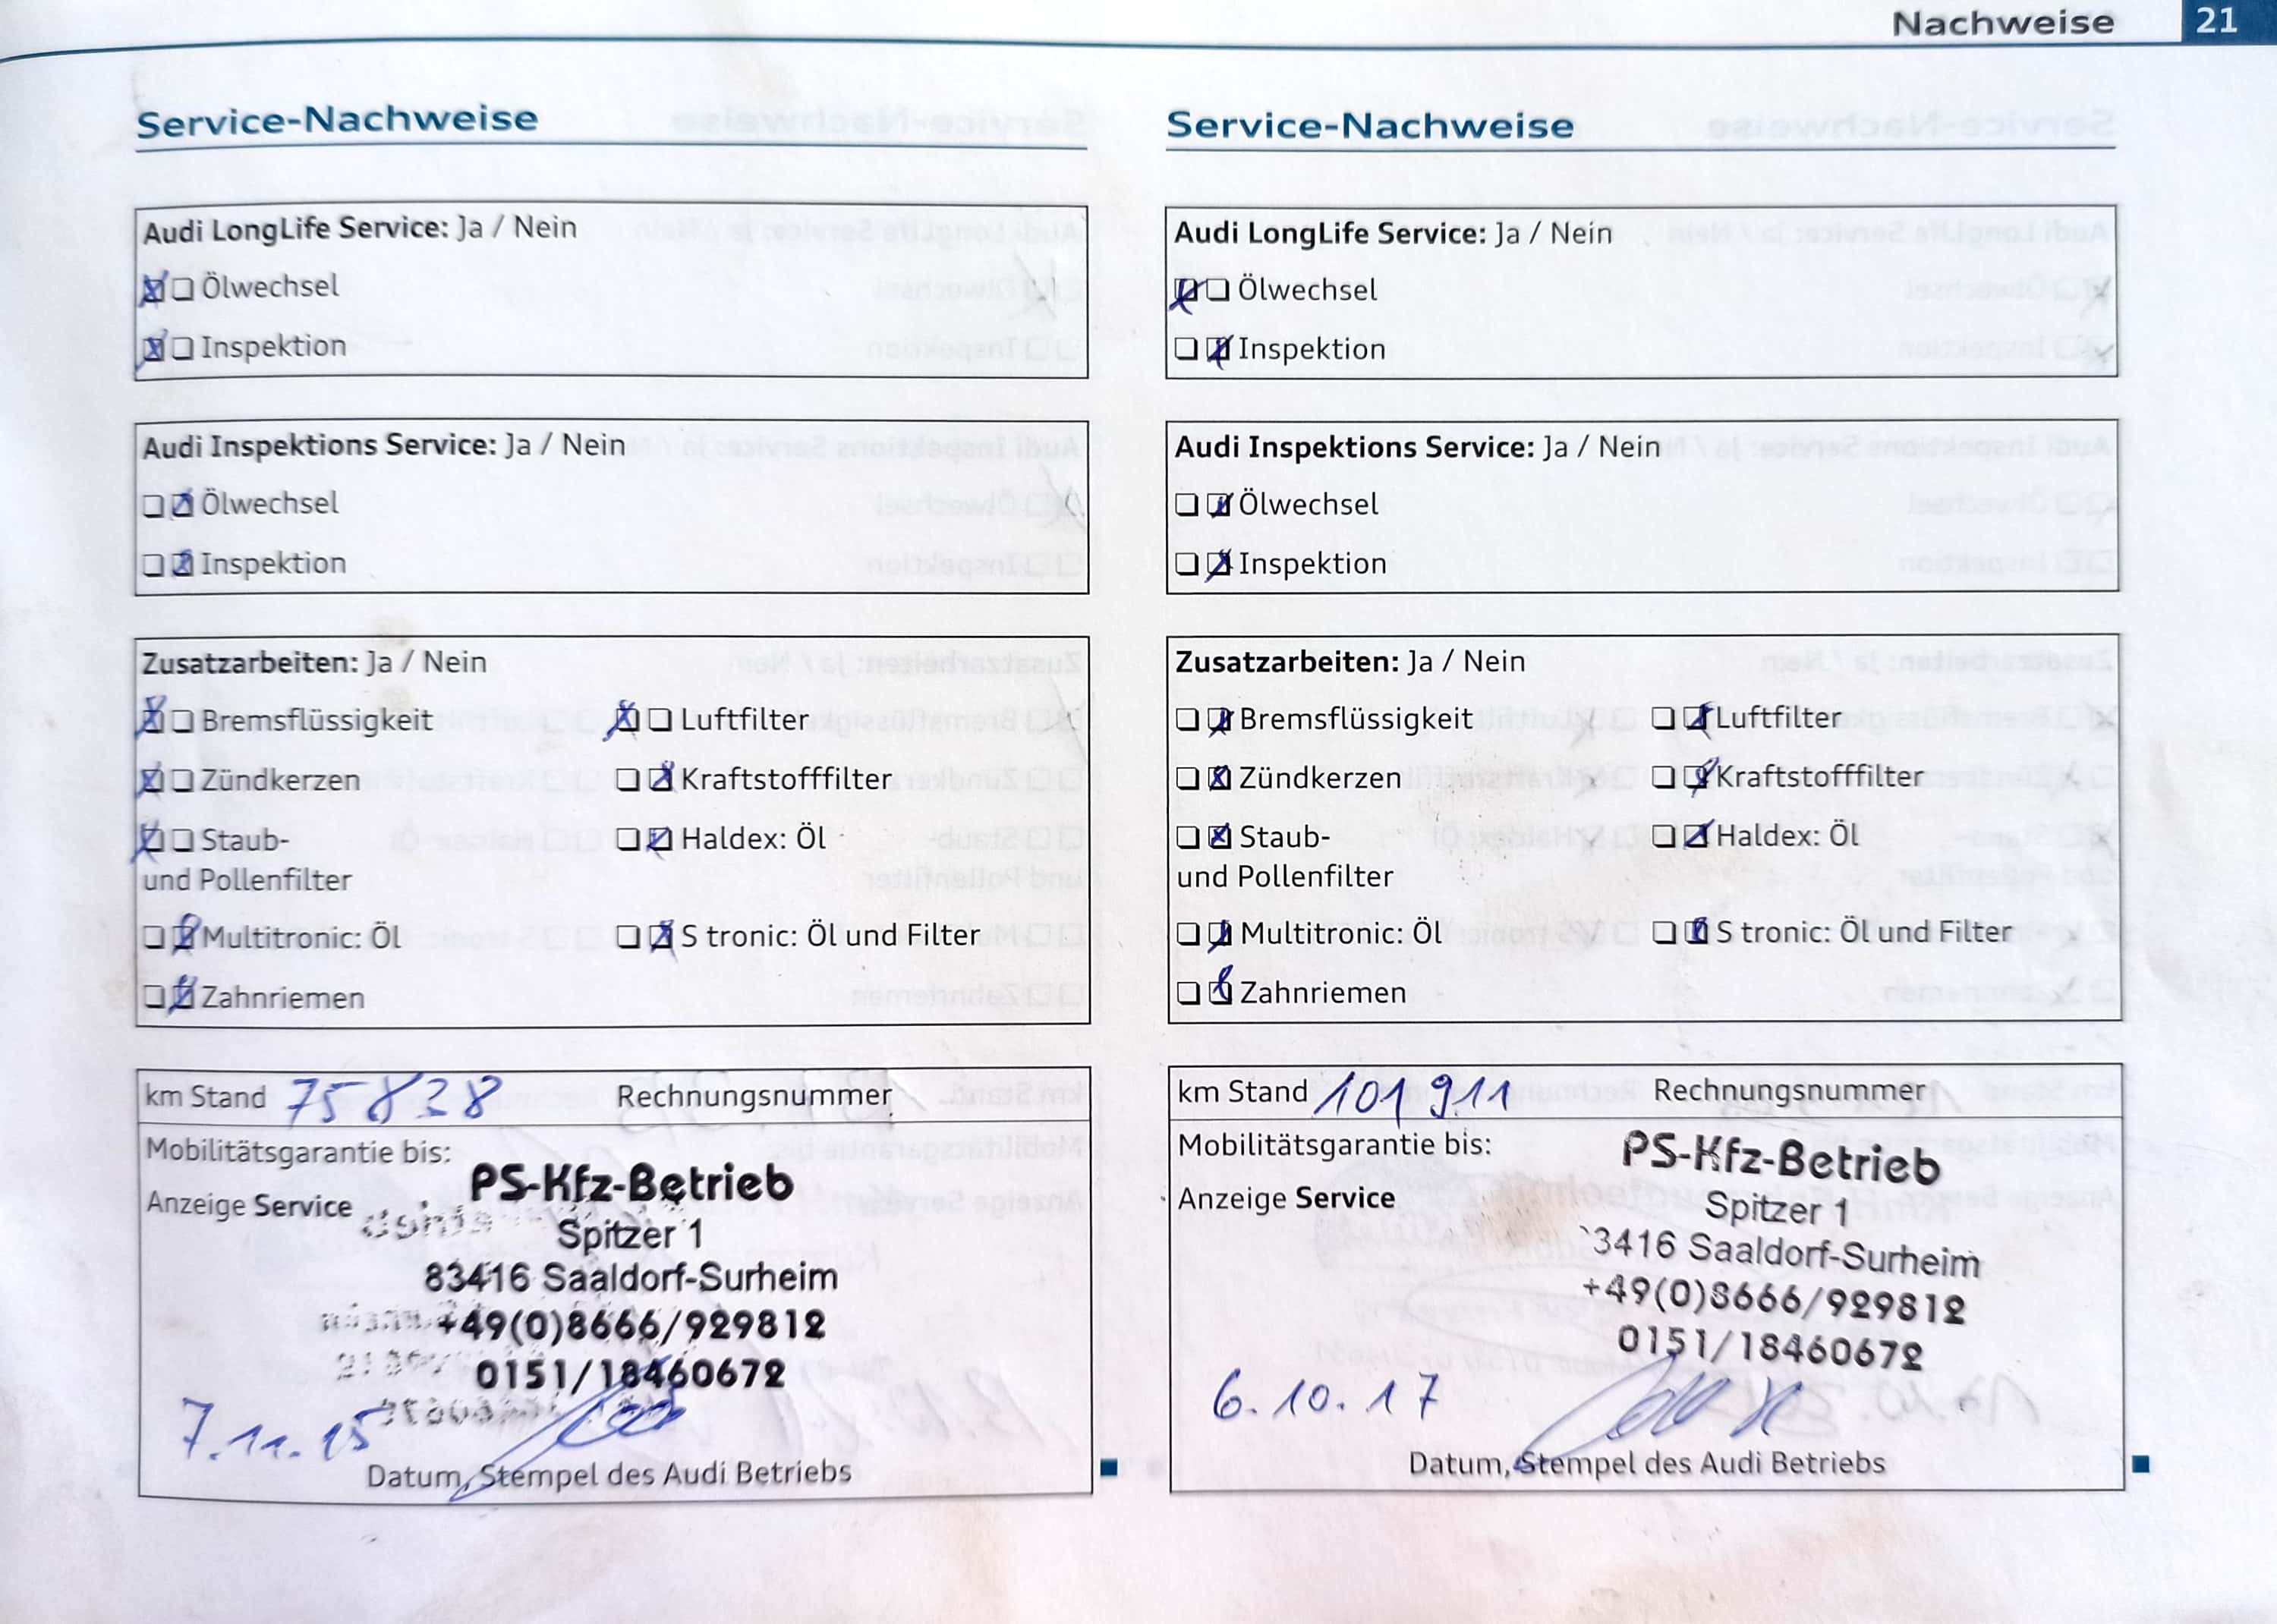 Nachweise 21
Service-Nachweise
Audi LongLife Service: Ja / Nein
Ölwechsel
Inspektion
Audi Inspektions Service: Ja / Nein
Ölwechsel
Inspektion
Zusatzarbeiten: Ja / Nein
Bremsflüssigkeit Luftfilter
Zündkerzen Kraftstofffilter
Staub- Haldex: Öl
und Pollenfilter
Multitronic: Öl S tronic: Öl und Filter
Zahnriemen
km Stand 75828 Rechnungsnummer
Mobilitätsgarantie bis:
PS-Kfz-Betrieb
Anzeige Service
Spitzer 1
83416 Saaldorf-Surheim
+49(0)8666/929812
0151/18460672
7.11.15
Datum, Stempel des Audi Betriebs
Service-Nachweise
Audi LongLife Service: Ja / Nein
Ölwechsel
Inspektion
Audi Inspektions Service: Ja / Nein
Ölwechsel
Inspektion
Zusatzarbeiten: Ja / Nein
Bremsflüssigkeit Luftfilter
Zündkerzen Kraftstofffilter
Staub- Haldex: Öl
und Pollenfilter
Multitronic: Öl S tronic: Öl und Filter
Zahnriemen
km Stand 101911 Rechnungsnummer
Mobilitätsgarantie bis:
PS-Kfz-Betrieb
Anzeige Service
Spitzer 1
3416 Saaldorf-Surheim
+49(0)8666/929812
0151/18460672
6.10.17
Datum, Stempel des Audi Betriebs